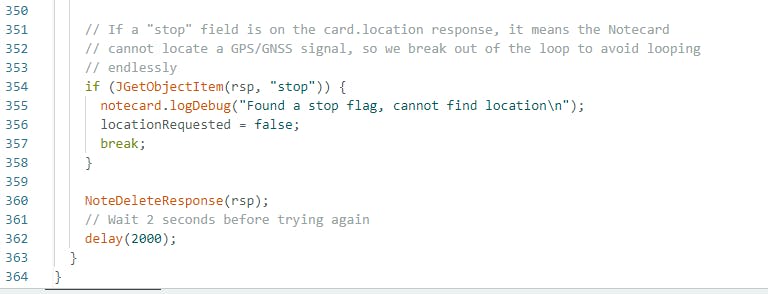 350
351 // If a "stop" field is on the card.location response, it means the Notecard
352 // cannot locate a GPS/GNSS signal, so we break out of the loop to avoid looping
353 // endlessly
354 if (JGetObjectItem(rsp, "stop")) {
355 notecard.logDebug("Found a stop flag, cannot find location\n");
356 locationRequested = false;
357 break;
358 }
359
360 NoteDeleteResponse(rsp);
361 // Wait 2 seconds before trying again
362 delay(2000);
363 }
364 }